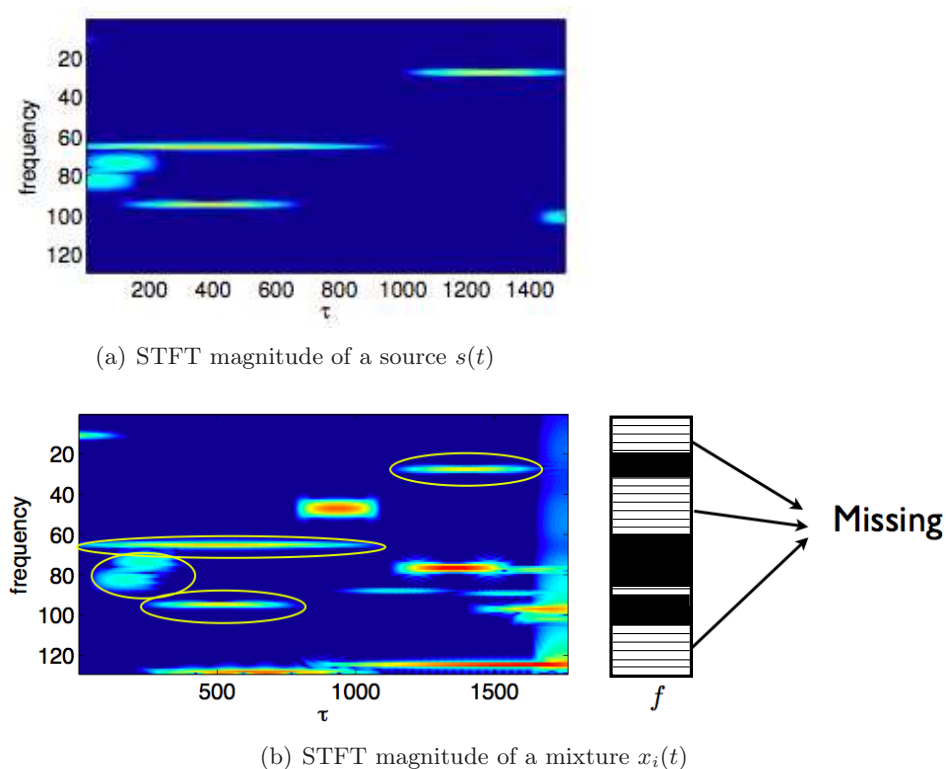 frequency
20
40
60
80
100
120
200 400 600 800 1000 1200 1400
τ
(a) STFT magnitude of a source s(t)
frequency
20
40
60
80
100
120
500 1000 1500
τ
f
Missing
(b) STFT magnitude of a mixture x_i(t)